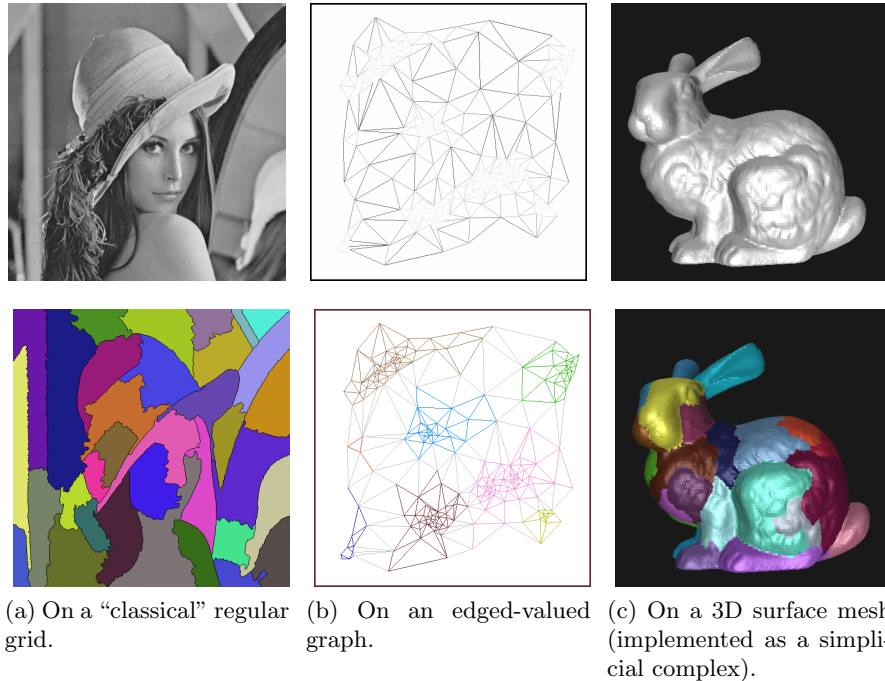 (a) On a “classical” regular
grid.
(b) On an edged-valued
graph.
(c) On a 3D surface mesh
(implemented as a simpli-
cial complex).